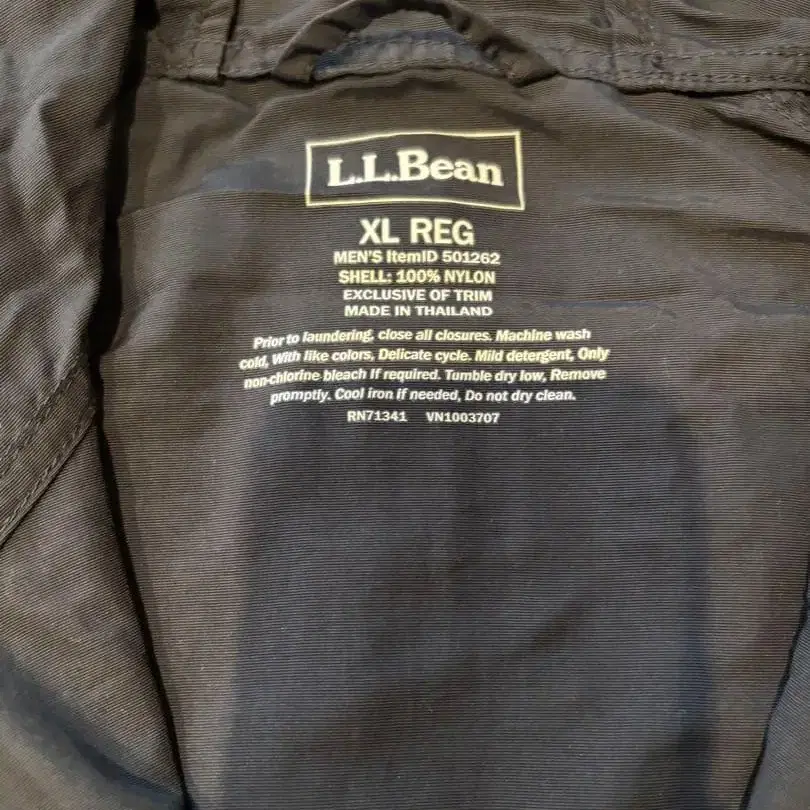 L.L.Bean
XL REG
MEN'S ItemID 501262
SHELL: 100% NYLON
EXCLUSIVE OF TRIM
MADE IN THAILAND
Prior to laundering, close all closures. Machine wash
cold, With like colors, Delicate cycle. Mild detergent, Only
non-chlorine bleach If required. Tumble dry low, Remove
promptly. Cool iron if needed, Do not dry clean.
RN71341 VN1003707